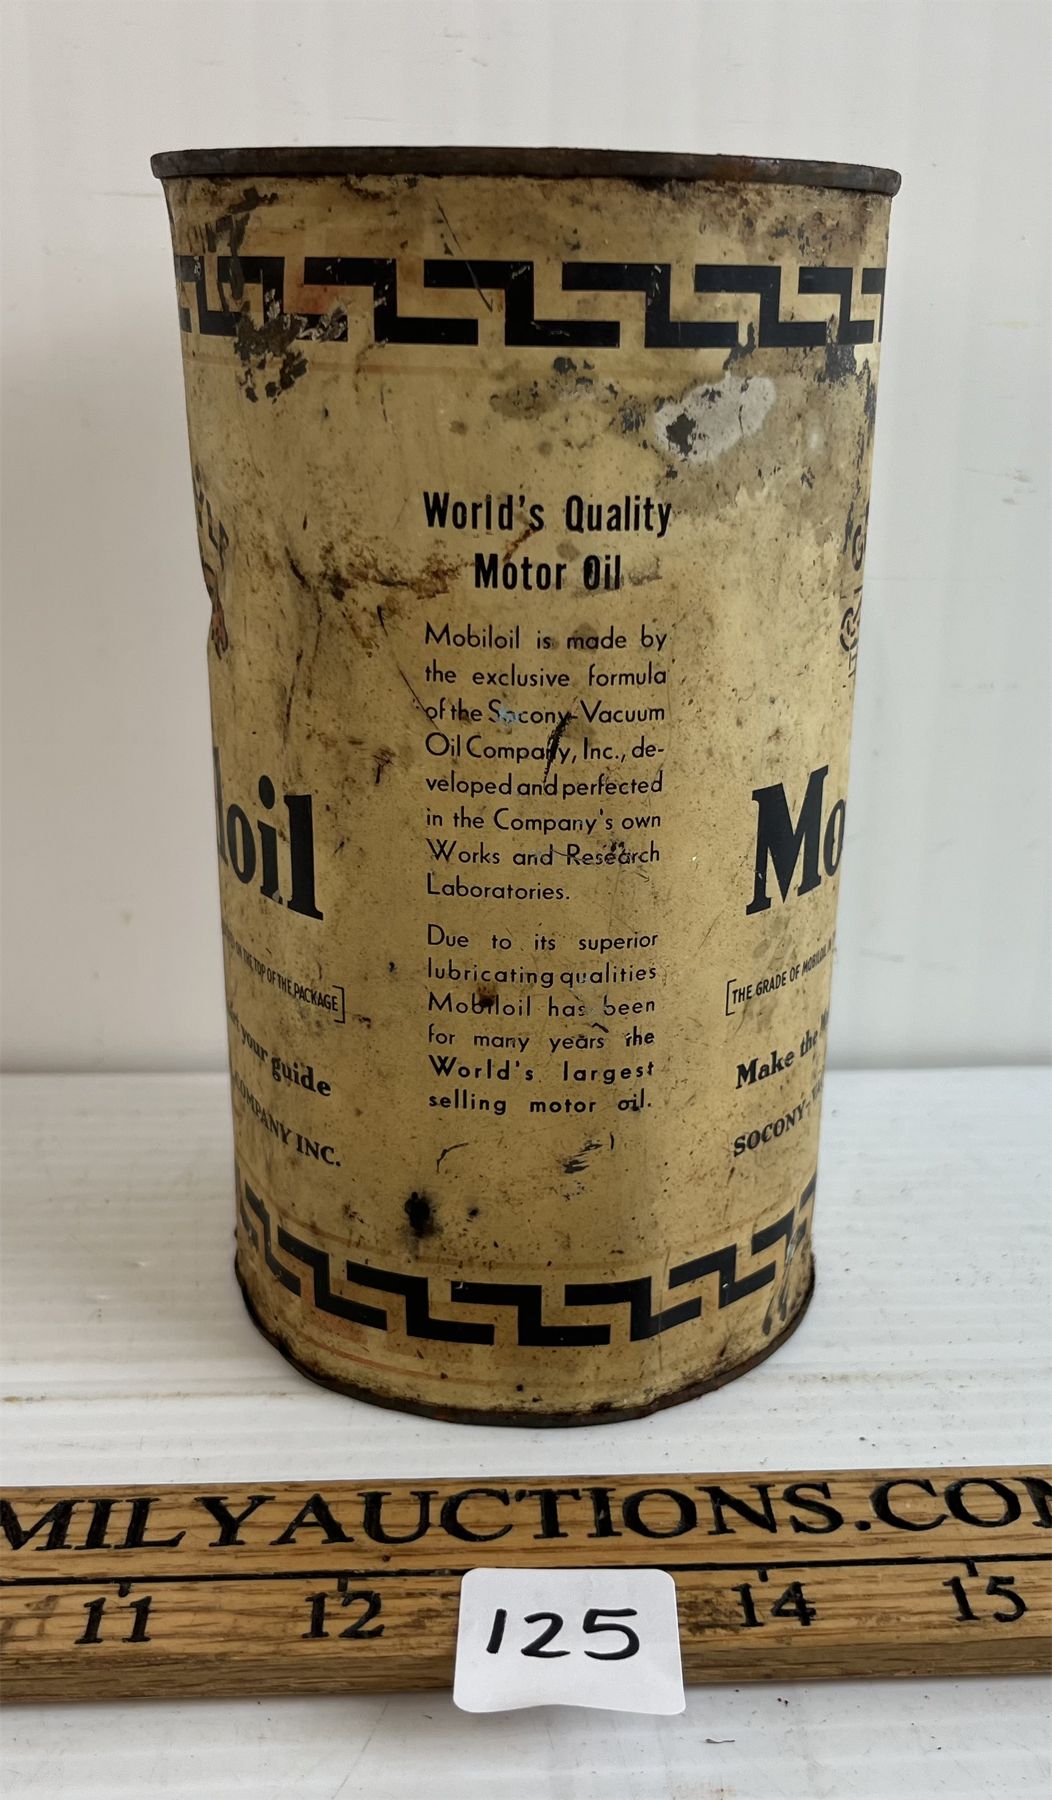 World's Quality
Motor Oil
Mobiloil is made by
the exclusive formula
of the Socony-Vacuum
Oil Company, Inc., de-
veloped and perfected
in the Company's own
Works and Research
Laboratories.
Due to its superior
lubricating qualities
Mobiloil has been
for many years the
World's largest
selling motor oil.
loil
ON THE TOP OF THE PACKAGE]
your guide
COMPANY INC.
Mo
[THE GRADE OF MOBILOIL
Make the
SOCONY-VA
MILYAUCTIONS.CO
11 12 14 15
125